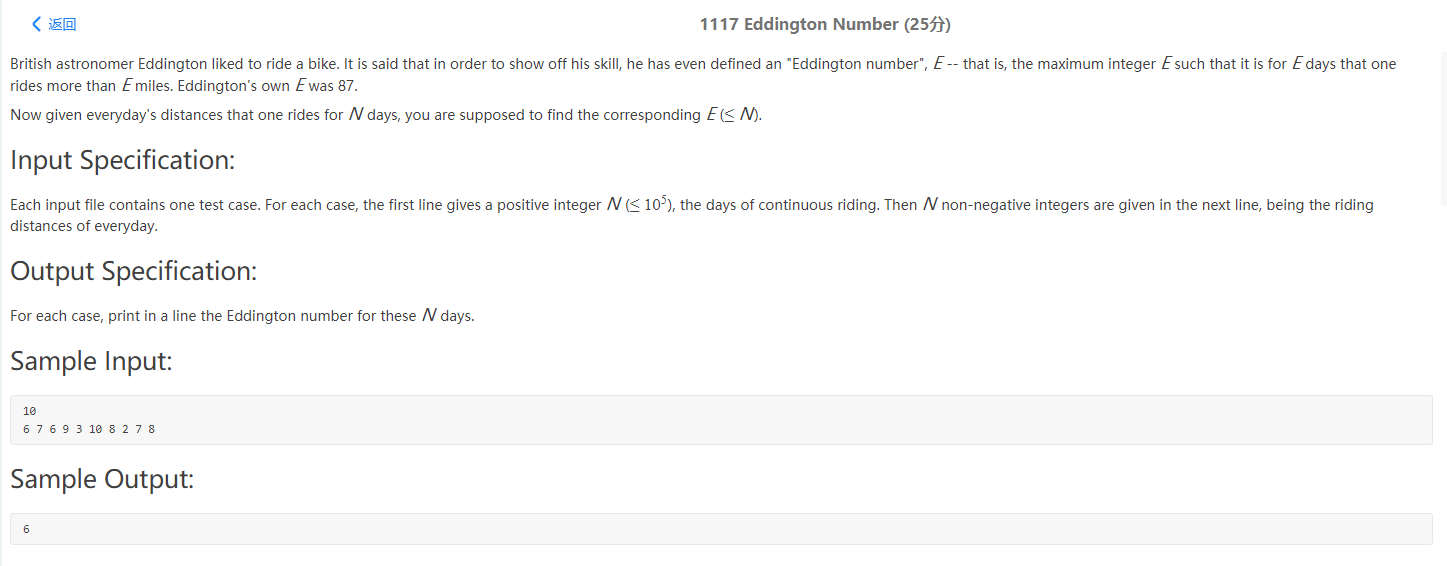 返回
1117 Eddington Number (25分)
British astronomer Eddington liked to ride a bike. It is said that in order to show off his skill, he has even defined an "Eddington number", E -- that is, the maximum integer E such that it is for E days that one
rides more than E miles. Eddington's own E was 87.
Now given everyday's distances that one rides for N days, you are supposed to find the corresponding E (≤ N).
Input Specification:
Each input file contains one test case. For each case, the first line gives a positive integer N (≤ 10⁵), the days of continuous riding. Then N non-negative integers are given in the next line, being the riding
distances of everyday.
Output Specification:
For each case, print in a line the Eddington number for these N days.
Sample Input:
10
6 7 6 9 3 10 8 2 7 8
Sample Output:
6